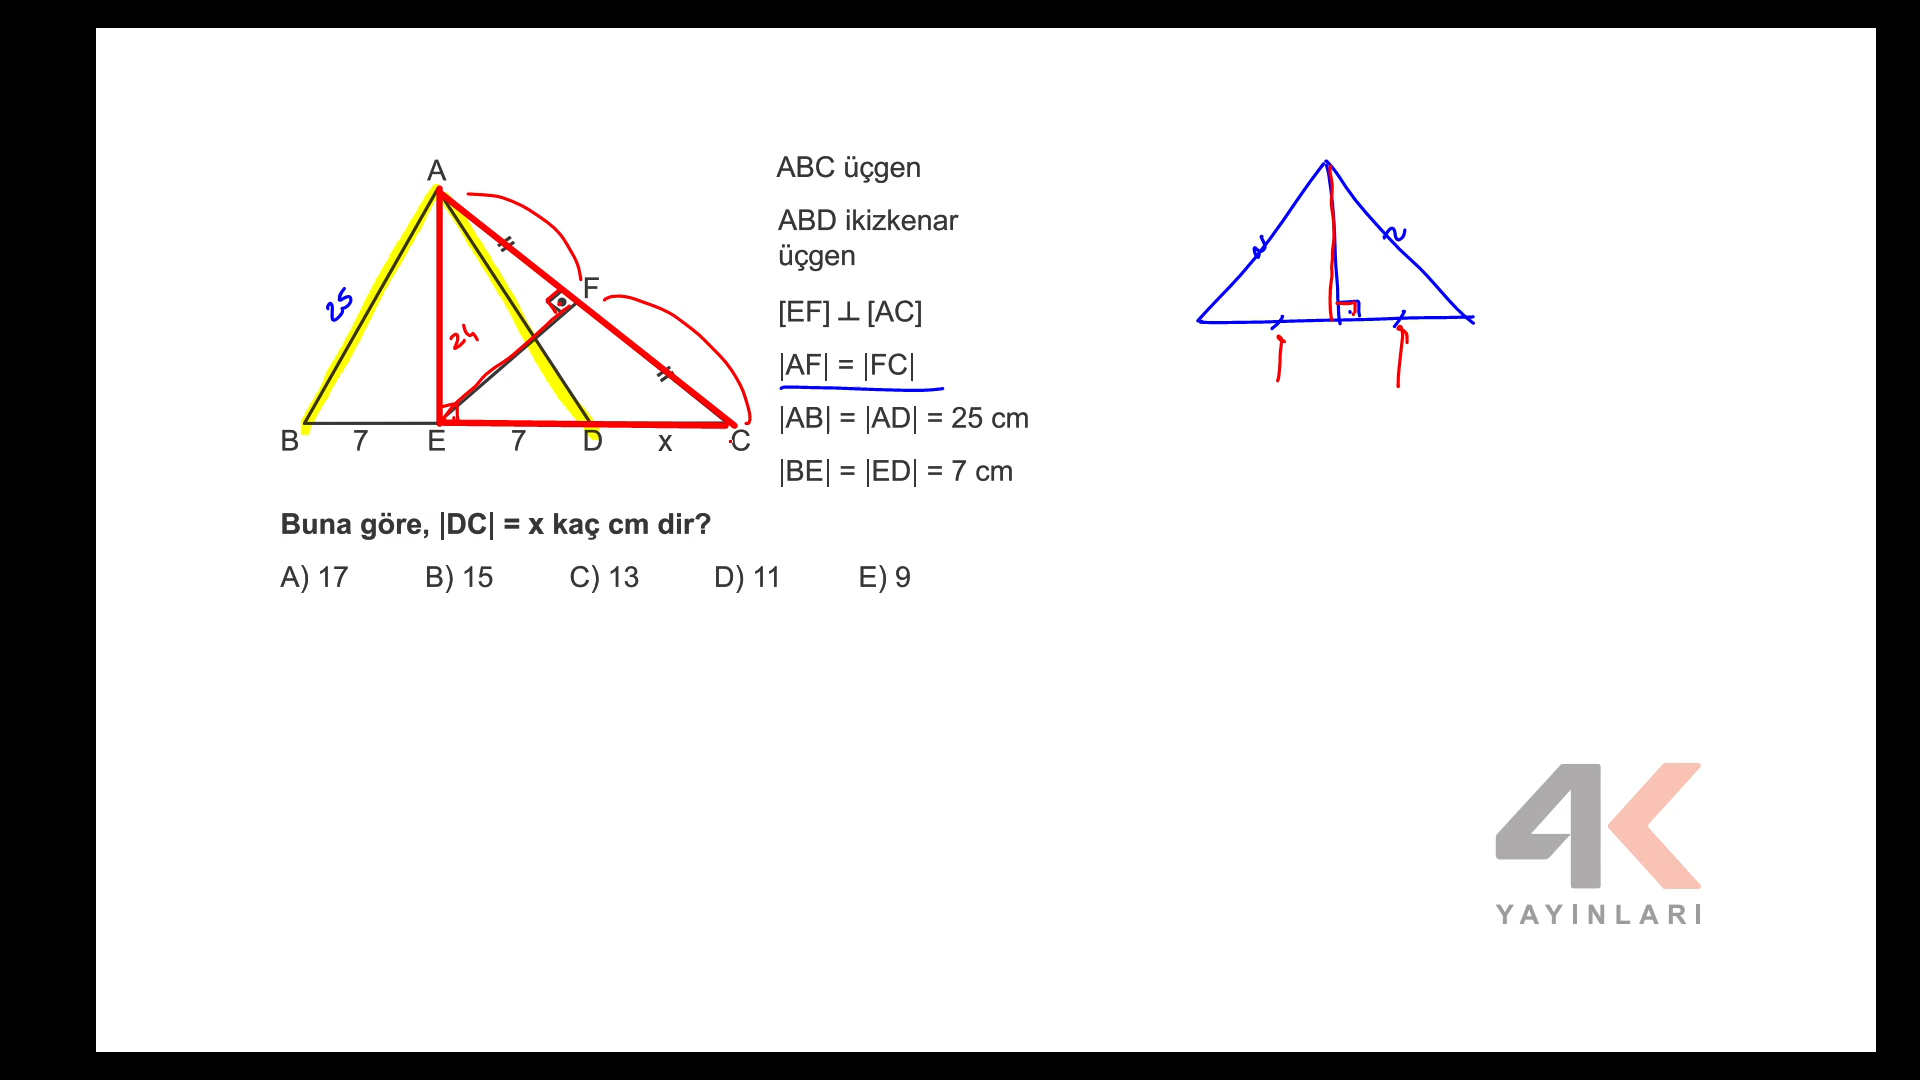 A
F
25
24
B 7 E 7 D x C
ABC üçgen
ABD ikizkenar
üçgen
[EF] ⊥ [AC]
|AF| = |FC|
|AB| = |AD| = 25 cm
|BE| = |ED| = 7 cm
Buna göre, |DC| = x kaç cm dir?
A) 17 B) 15 C) 13 D) 11 E) 9
4K
YAYINLARI